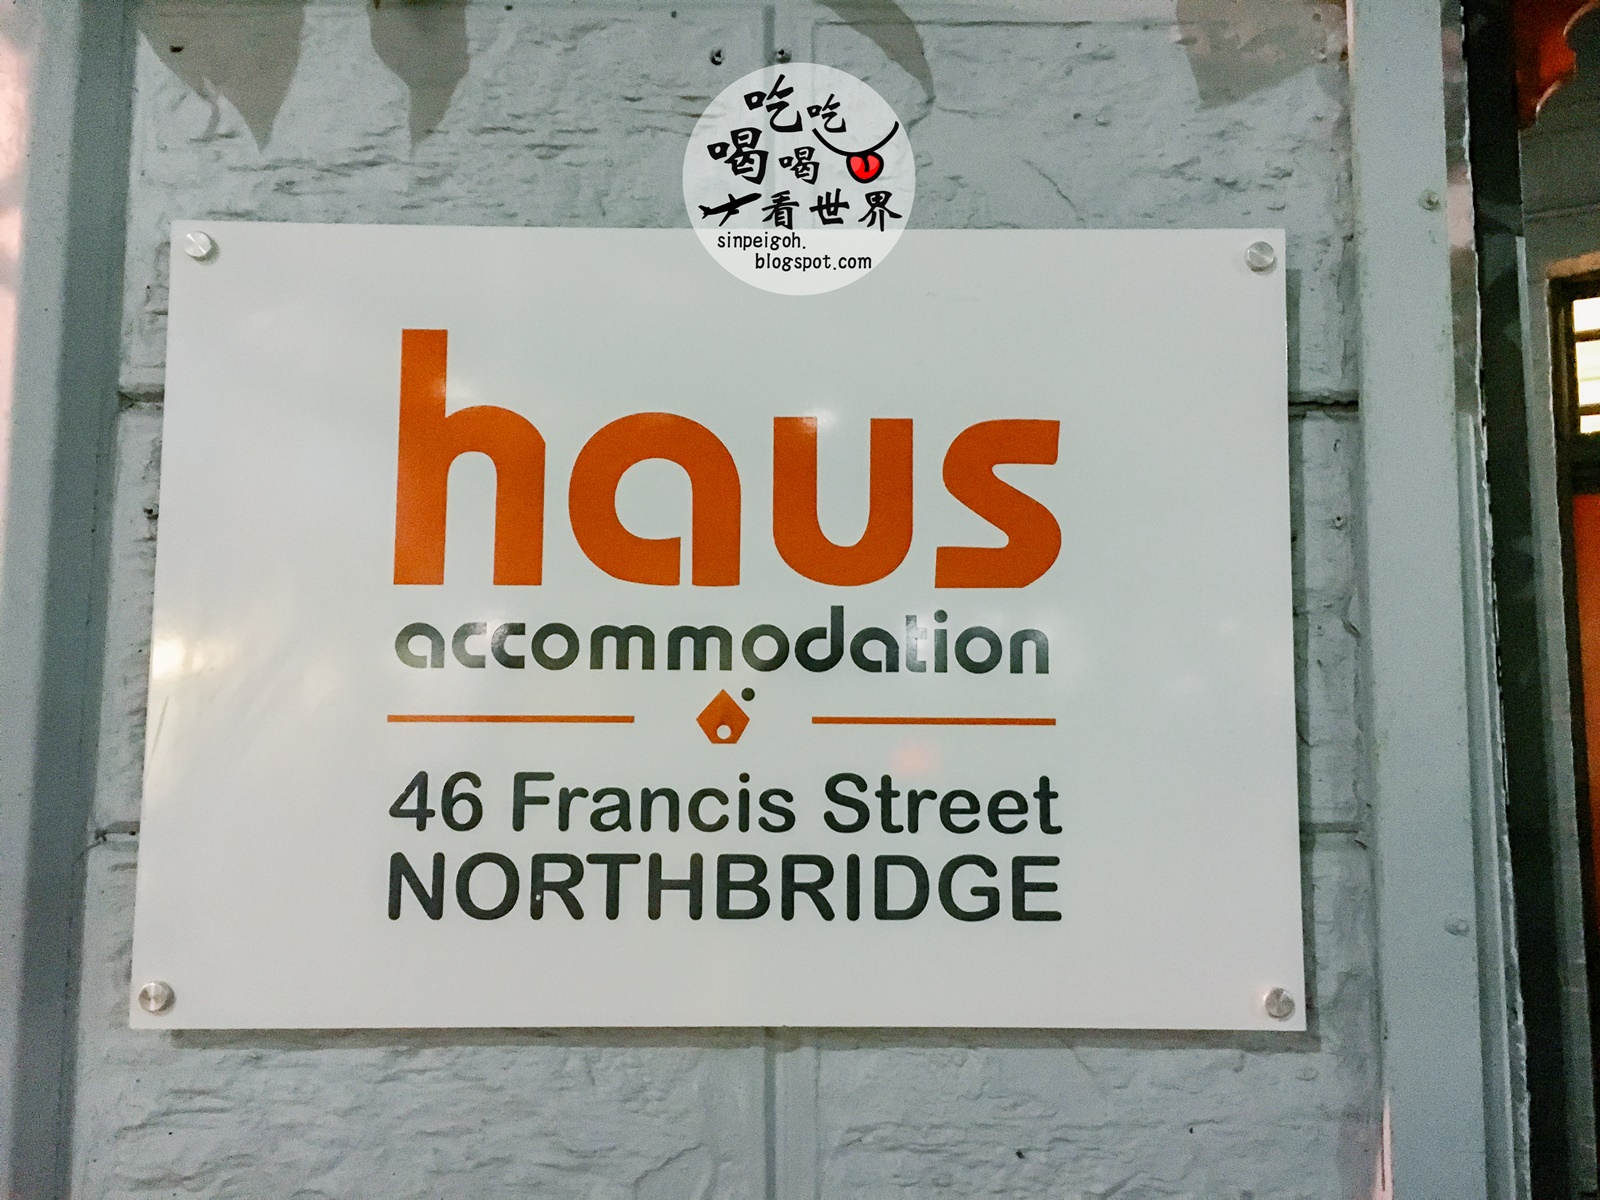 吃吃
喝喝
看世界
sinpeigoh.
blogspot.com
haus
accommodation
46 Francis Street
NORTHBRIDGE